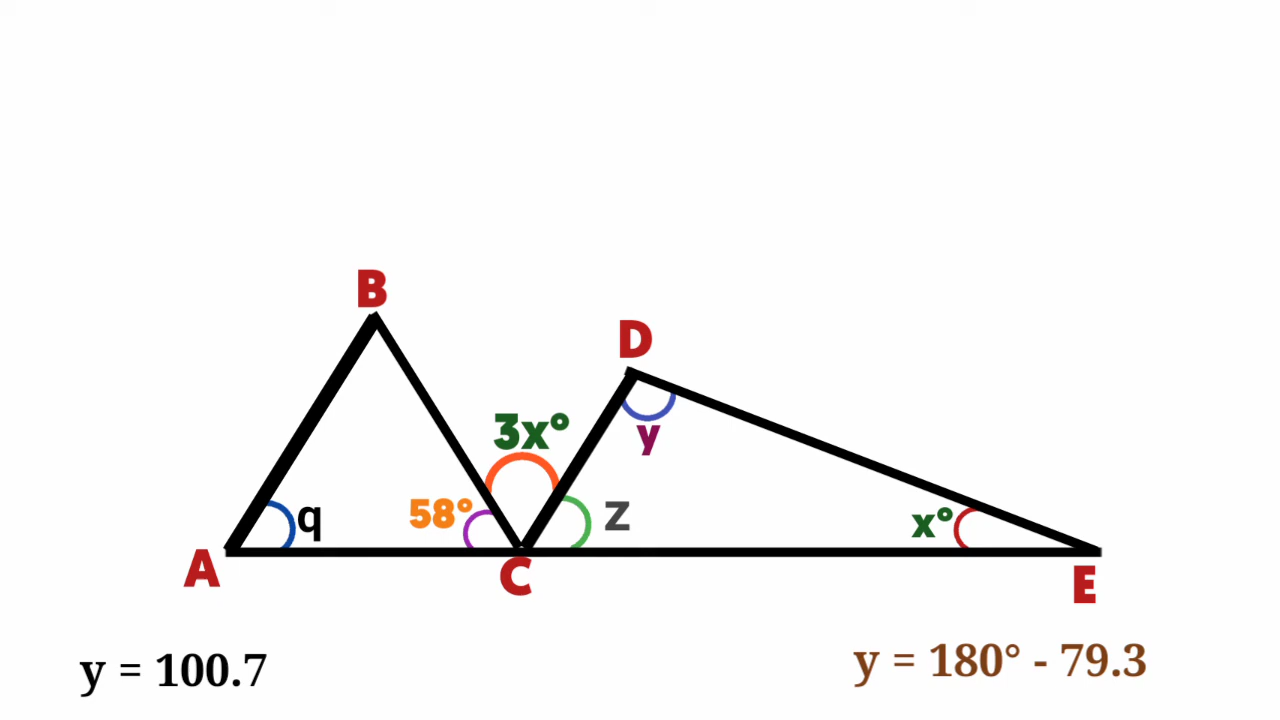 B
D
3x°
y
58°
q
z
x°
A
C
E
y = 100.7
y = 180° - 79.3